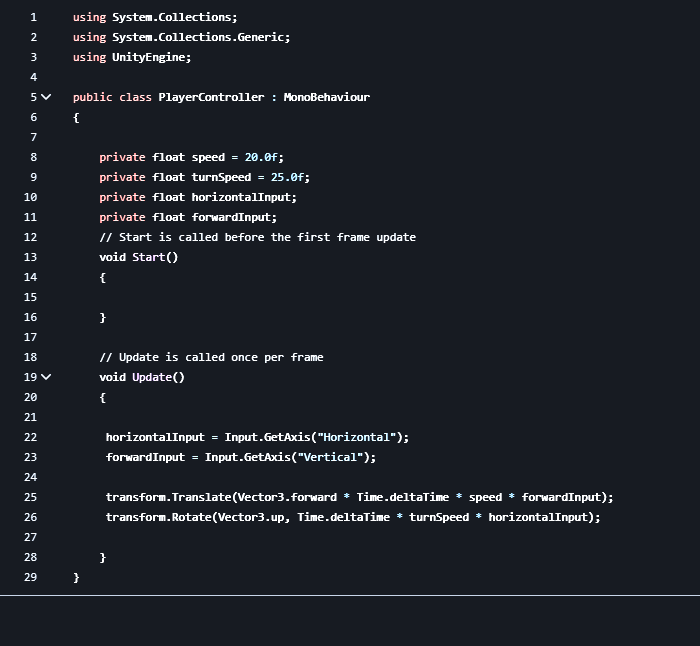 1 using System.Collections;
2 using System.Collections.Generic;
3 using UnityEngine;
4
5 public class PlayerController : MonoBehaviour
6 {
7
8 private float speed = 20.0f;
9 private float turnSpeed = 25.0f;
10 private float horizontalInput;
11 private float forwardInput;
12 // Start is called before the first frame update
13 void Start()
14 {
15
16 }
17
18 // Update is called once per frame
19 void Update()
20 {
21
22 horizontalInput = Input.GetAxis("Horizontal");
23 forwardInput = Input.GetAxis("Vertical");
24
25 transform.Translate(Vector3.forward * Time.deltaTime * speed * forwardInput);
26 transform.Rotate(Vector3.up, Time.deltaTime * turnSpeed * horizontalInput);
27
28 }
29 }